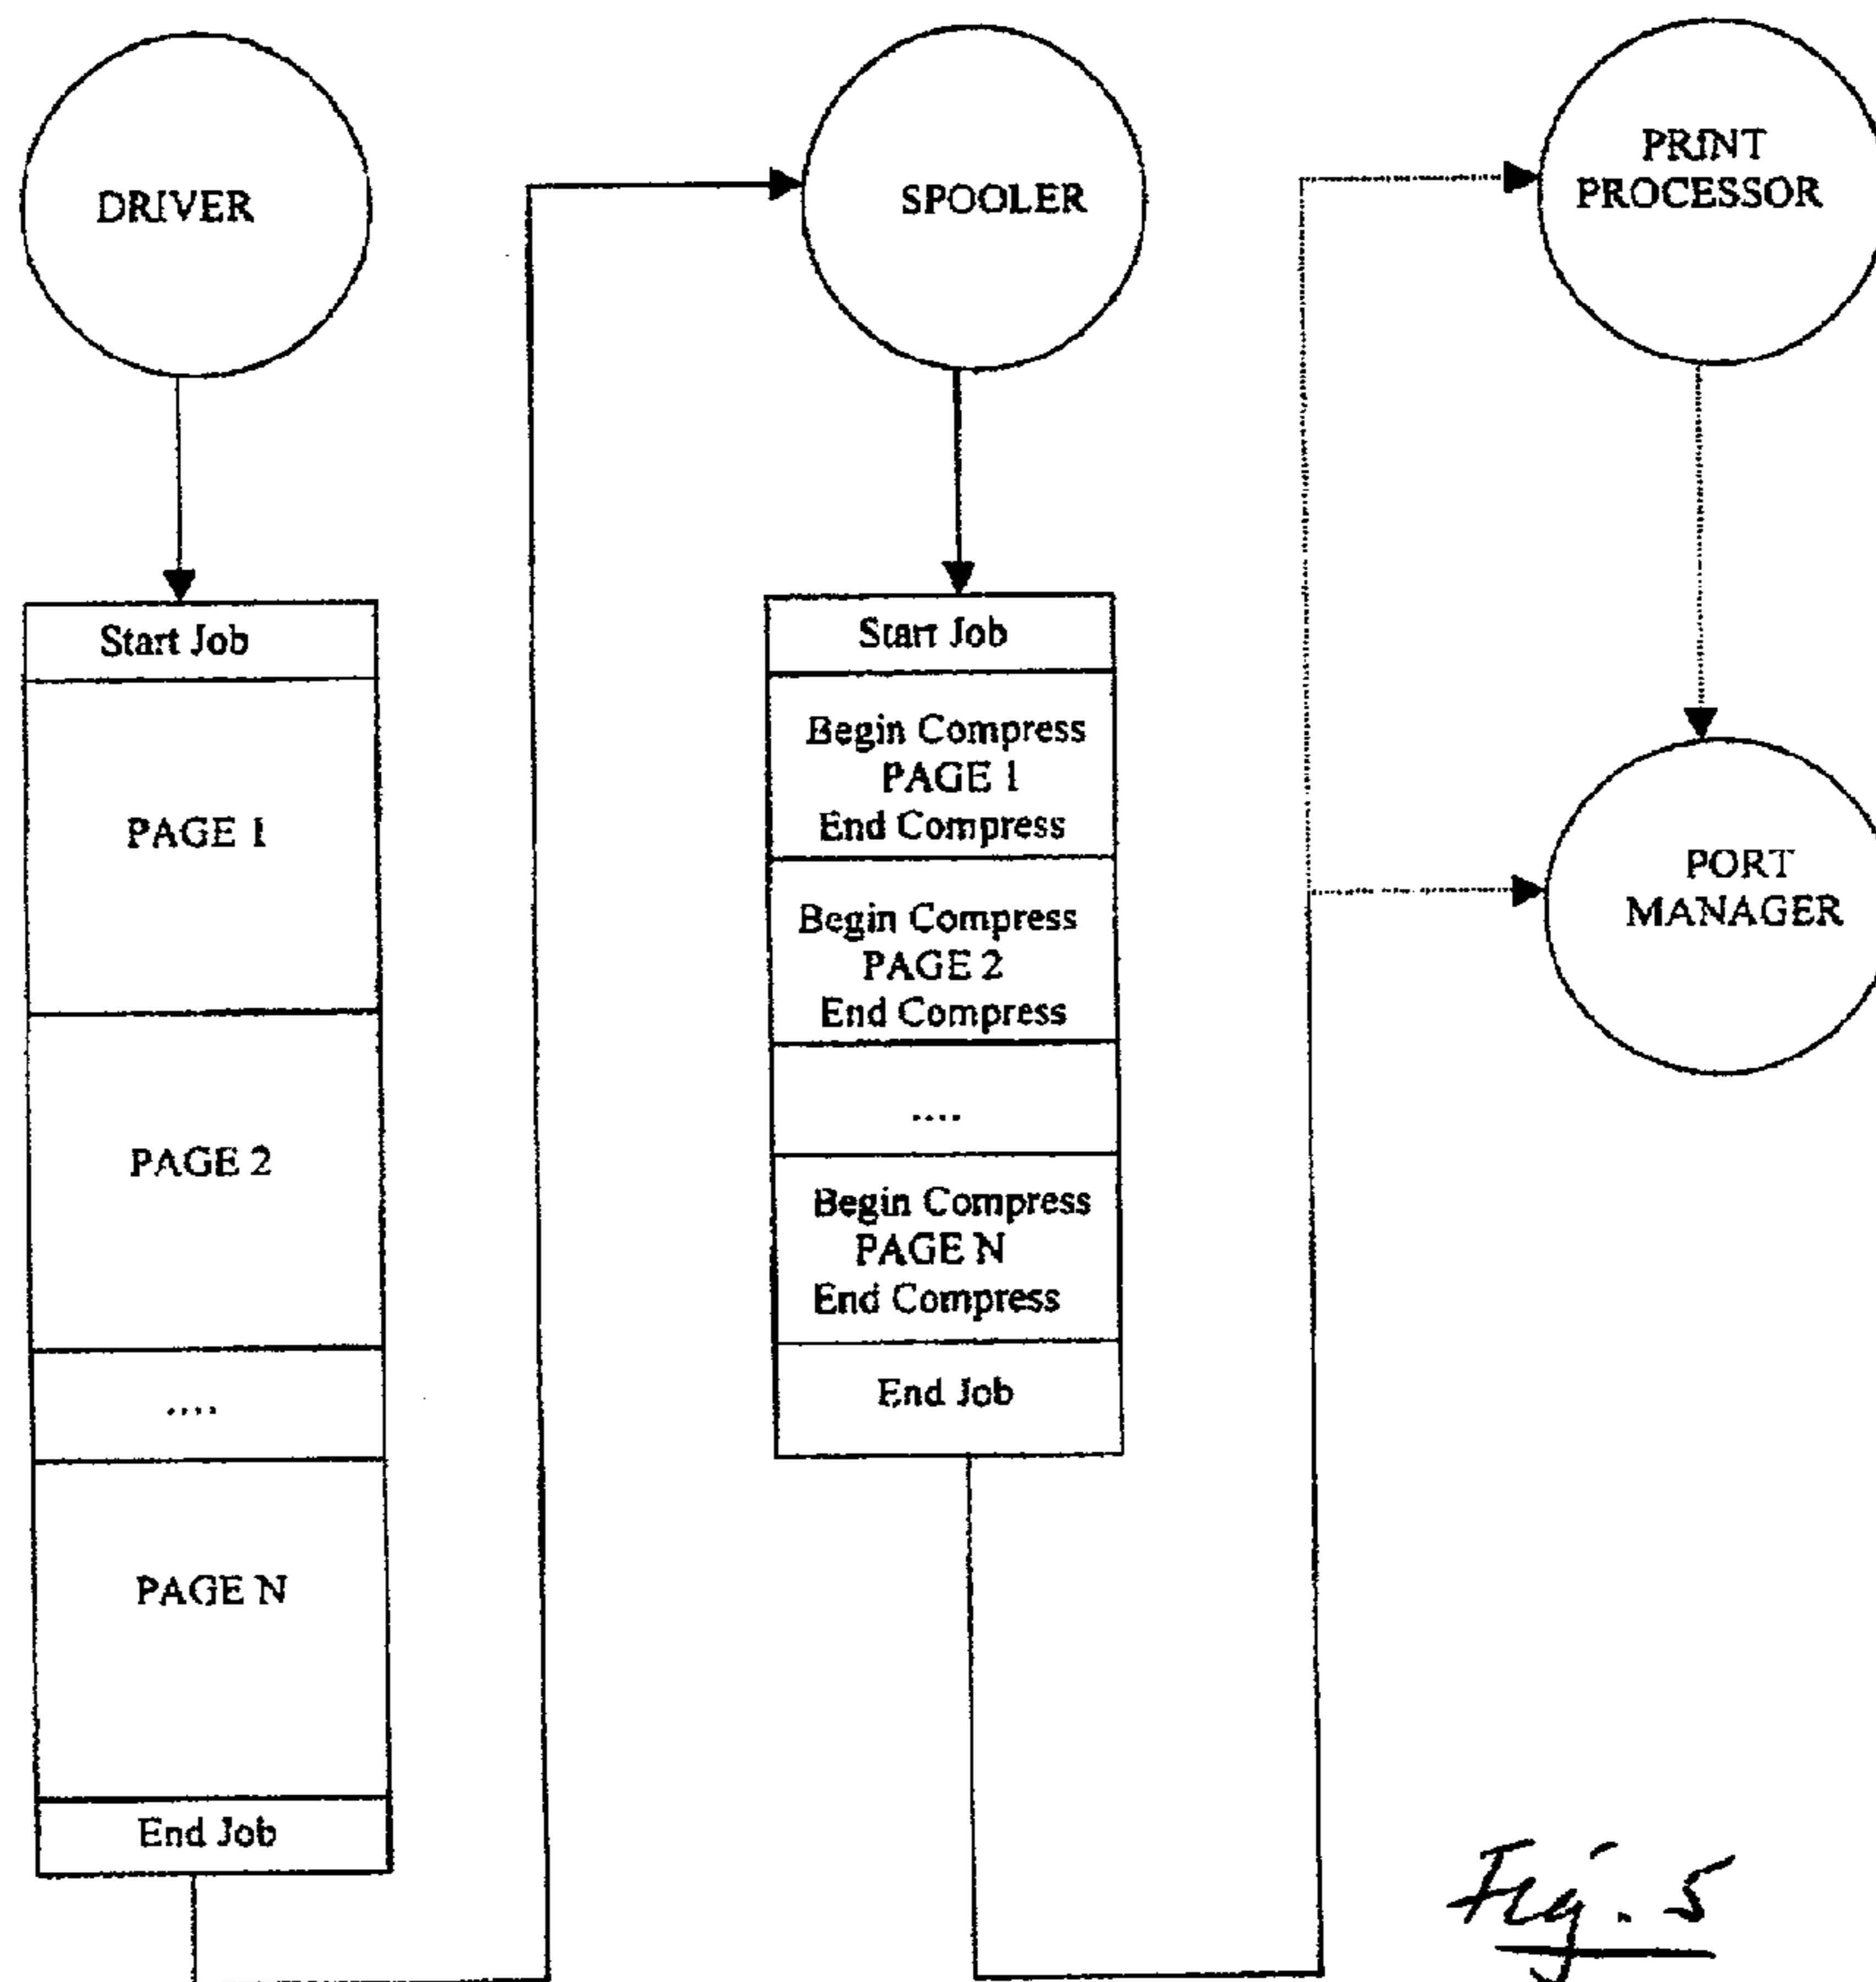 DRIVER
Start Job
PAGE 1
PAGE 2
....
PAGE N
End Job
SPOOLER
Start Job
Begin Compress
PAGE 1
End Compress
Begin Compress
PAGE 2
End Compress
....
Begin Compress
PAGE N
End Compress
End Job
PRINT
PROCESSOR
PORT
MANAGER
Fig. 5